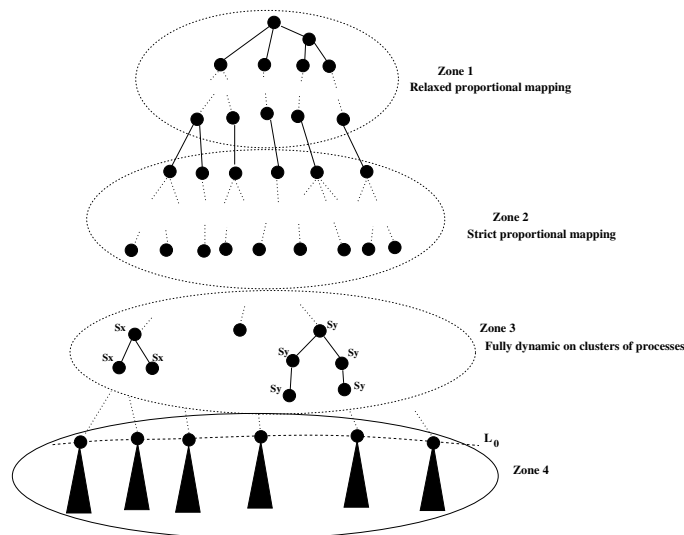 Zone 1
Relaxed proportional mapping
Zone 2
Strict proportional mapping
Sx
Sx
Sx
Sy
Sy
Sy
Sy
Sy
Zone 3
Fully dynamic on clusters of processes
L0
Zone 4